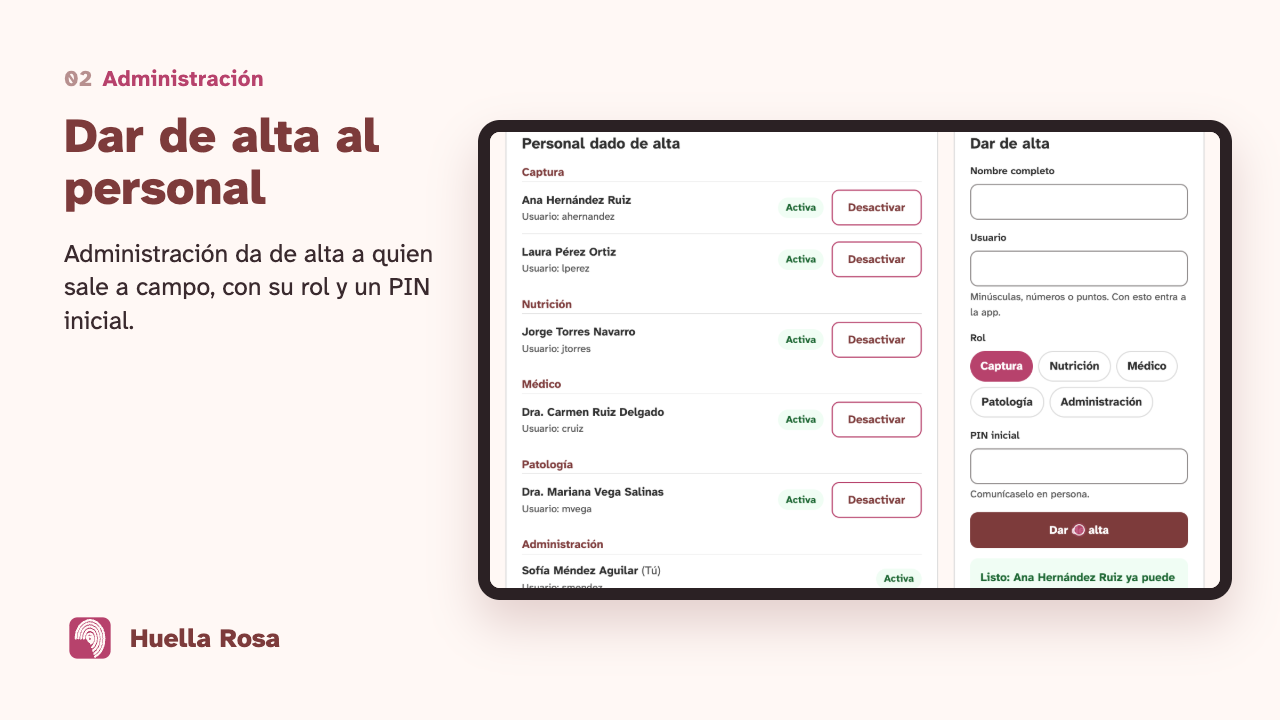 02 Administración
Dar de alta al
personal
Administración da de alta a quien
sale a campo, con su rol y un PIN
inicial.
Huella Rosa
Personal dado de alta
Captura
Ana Hernández Ruiz
Usuario: ahernandez
Activa
Desactivar
Laura Pérez Ortiz
Usuario: lperez
Activa
Desactivar
Nutrición
Jorge Torres Navarro
Usuario: jtorres
Activa
Desactivar
Médico
Dra. Carmen Ruiz Delgado
Usuario: cruiz
Activa
Desactivar
Patología
Dra. Mariana Vega Salinas
Usuario: mvega
Activa
Desactivar
Administración
Sofía Méndez Aguilar (Tú)
Usuario: smendez
Activa
Dar de alta
Nombre completo
Usuario
Minúsculas, números o puntos. Con esto entra a
la app.
Rol
Captura Nutrición Médico
Patología Administración
PIN inicial
Comunícaselo en persona.
Dar de alta
Listo: Ana Hernández Ruiz ya puede